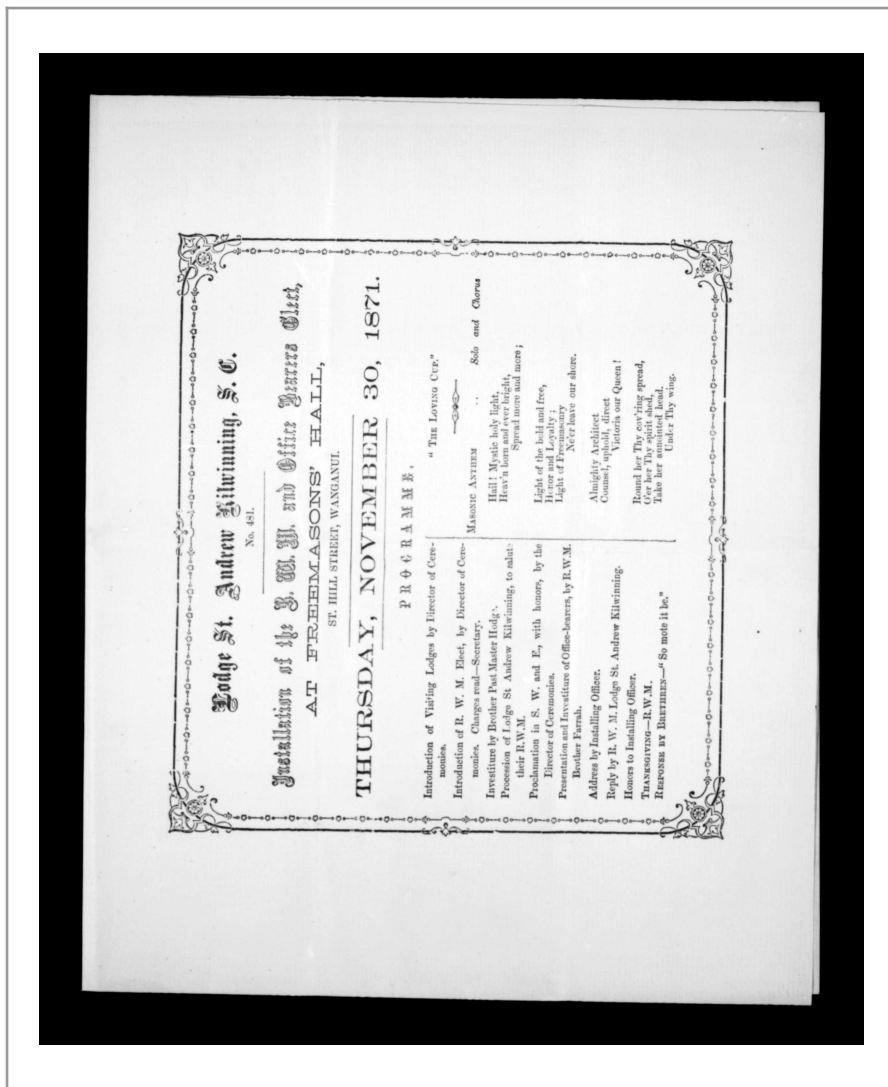 Lodge St. Andrew Kilwinning, S. C.
No. 481.
Installation of the R. W. M. and Office Bearers Elect,
AT FREEMASONS' HALL,
ST. HILL STREET, WANGANUI.
THURSDAY, NOVEMBER 30, 1871.
PROGRAMME.
Introduction of Visiting Lodges by Director of Cere-
monies.
Introduction of R. W. M. Elect, by Director of Cere-
monies. Charges read—Secretary.
Investiture by Brother Past Master Hodge.
Procession of Lodge St Andrew Kilwinning, to salute
their R.W.M.
Proclamation in S. W. and E., with honors, by the
Director of Ceremonies.
Presentation and Investiture of Office-bearers, by R.W.M.
Brother Farrah.
Address by Installing Officer.
Reply by R. W. M. Lodge St. Andrew Kilwinning.
Honors to Installing Officer.
THANKSGIVING—R.W.M.
RESPONSE BY BRETHREN—"So mote it be."
"THE LOVING CUP."
MASONIC ANTHEM .. Solo and Chorus
Hail! Mystic holy light,
Heav'n born and ever bright,
Spread more and more;
Light of the bold and free,
Honor and Loyalty;
Light of Freemasonry
Ne'er leave our shore.
Almighty Architect
Counsel, uphold, direct
Victoria our Queen!
Round her Thy cov'ring spread,
O'er her Thy spirit shed,
Take her annointed head.
Under Thy wing.